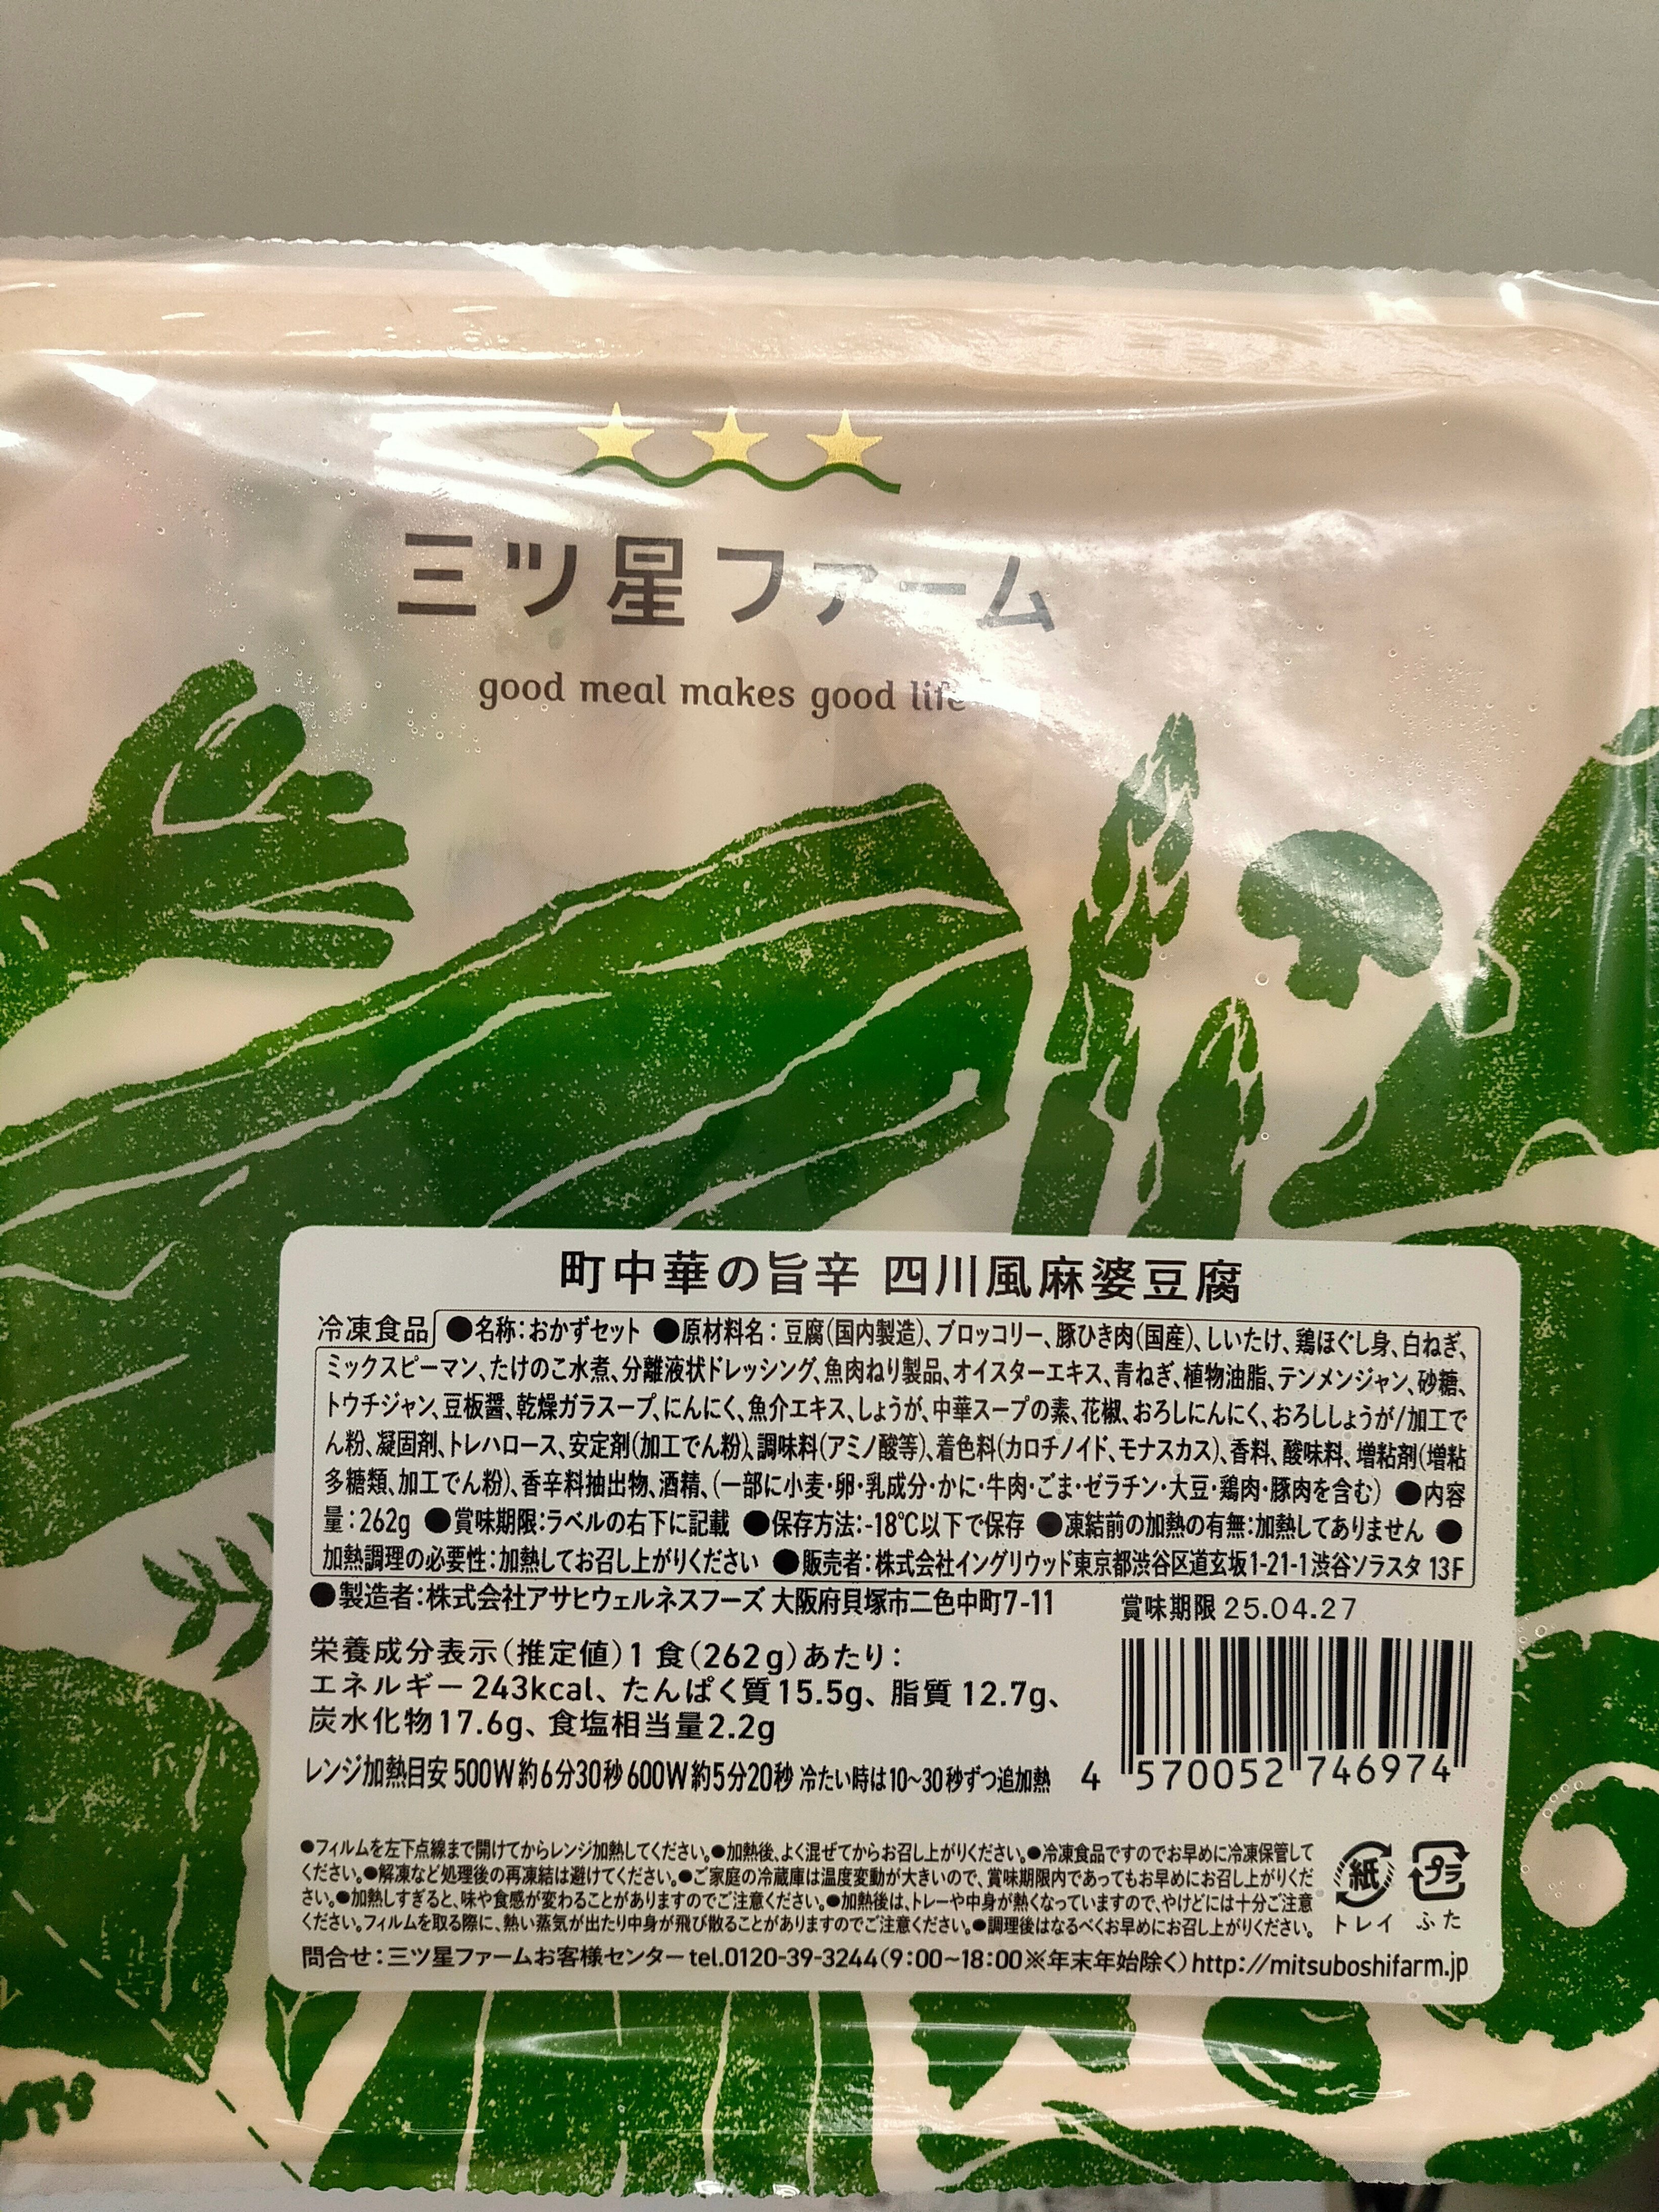 三ツ星ファーム
good meal makes good life
町中華の旨辛 四川風麻婆豆腐
冷凍食品 ●名称：おかずセット ●原材料名：豆腐（国内製造）、ブロッコリー、豚ひき肉（国産）、しいたけ、鶏ほぐし身、白ねぎ、
ミックスピーマン、たけのこ水煮、分離液状ドレッシング、魚肉ねり製品、オイスターエキス、青ねぎ、植物油脂、テンメンジャン、砂糖、
トウチジャン、豆板醤、乾燥ガラスープ、にんにく、魚介エキス、しょうが、中華スープの素、花椒、おろしにんにく、おろししょうが/加工で
ん粉、凝固剤、トレハロース、安定剤（加工でん粉）、調味料（アミノ酸等）、着色料（カロチノイド、モナスカス）、香料、酸味料、増粘剤（増粘
多糖類、加工でん粉）、香辛料抽出物、酒精、（一部に小麦・卵・乳成分・かに・牛肉・ごま・ゼラチン・大豆・鶏肉・豚肉を含む） ●内容
量：262g ●賞味期限：ラベルの右下に記載 ●保存方法：-18℃以下で保存 ●凍結前の加熱の有無：加熱してありません ●
加熱調理の必要性：加熱してお召し上がりください ●販売者：株式会社イングリウッド東京都渋谷区道玄坂1-21-1渋谷ソラスタ 13F
●製造者：株式会社アサヒウェルネスフーズ 大阪府貝塚市二色中町7-11
賞味期限 25.04.27
栄養成分表示（推定値）1 食（262g）あたり：
エネルギー 243kcal、たんぱく質 15.5g、脂質 12.7g、
炭水化物17.6g、食塩相当量2.2g
レンジ加熱目安 500W約6分30秒 600W約5分20秒 冷たい時は10~30秒ずつ追加熱
4 570052 746974
●フィルムを左下点線まで開けてからレンジ加熱してください。●加熱後、よく混ぜてからお召し上がりください。●冷凍食品ですのでお早めに冷凍保管して
ください。●解凍など処理後の再凍結は避けてください。●ご家庭の冷蔵庫は温度変動が大きいので、賞味期限内であってもお早めにお召し上がりくだ
さい。●加熱しすぎると、味や食感が変わることがありますのでご注意ください。●加熱後は、トレーや中身が熱くなっていますので、やけどには十分ご注意
ください。フィルムを取る際に、熱い蒸気が出たり中身が飛び散ることがありますのでご注意ください。●調理後はなるべくお早めにお召し上がりください。
紙 プラ
トレイ ふた
問合せ：三ツ星ファームお客様センター tel.0120-39-3244（9:00~18:00※年末年始除く）http://mitsuboshifarm.jp